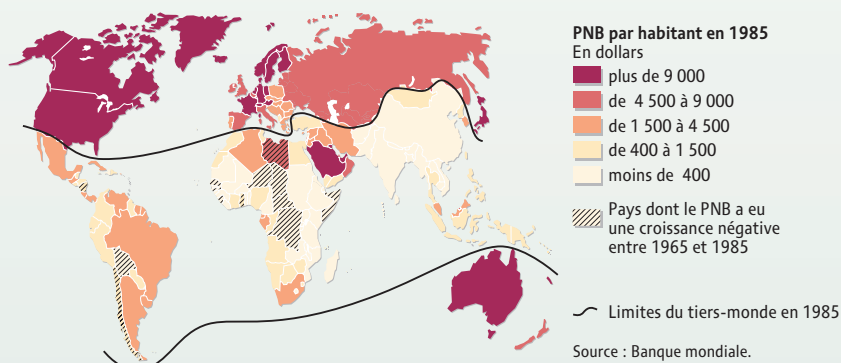 PNB par habitant en 1985
En dollars
plus de 9 000
de 4 500 à 9 000
de 1 500 à 4 500
de 400 à 1 500
moins de 400
Pays dont le PNB a eu
une croissance négative
entre 1965 et 1985
Limites du tiers-monde en 1985
Source : Banque mondiale.